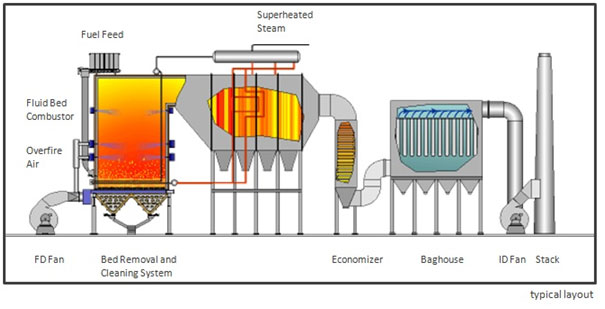 Superheated
Steam
Fuel Feed
Fluid Bed
Combustor
Overfire
Air
FD Fan
Bed Removal and
Cleaning System
Economizer
Baghouse
ID Fan
Stack
typical layout